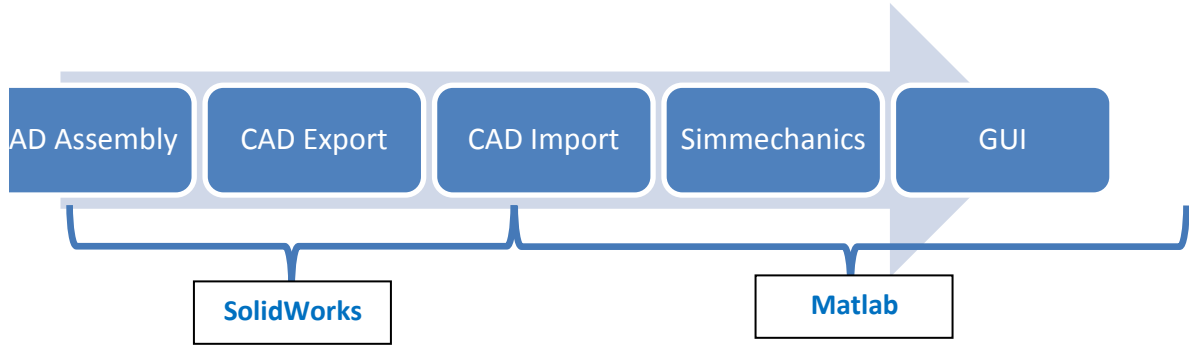 AD Assembly
CAD Export
CAD Import
Simmechanics
GUI
SolidWorks
Matlab